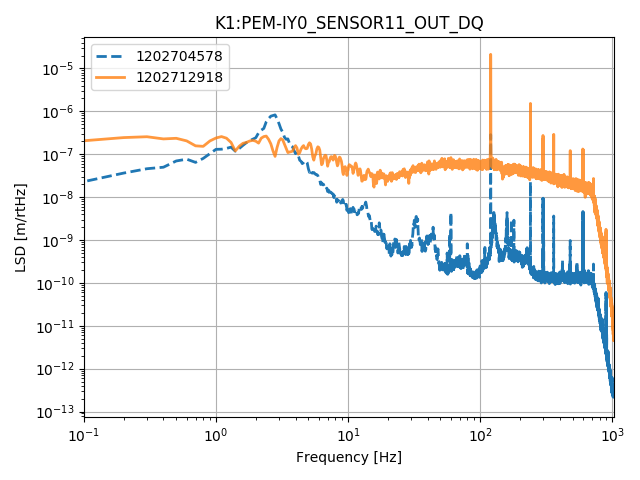 K1:PEM-IY0_SENSOR11_OUT_DQ
1202704578
1202712918
LSD [m/rtHz]
10⁻⁵
10⁻⁶
10⁻⁷
10⁻⁸
10⁻⁹
10⁻¹⁰
10⁻¹¹
10⁻¹²
10⁻¹³
10⁻¹ 10⁰ 10¹ 10² 10³
Frequency [Hz]